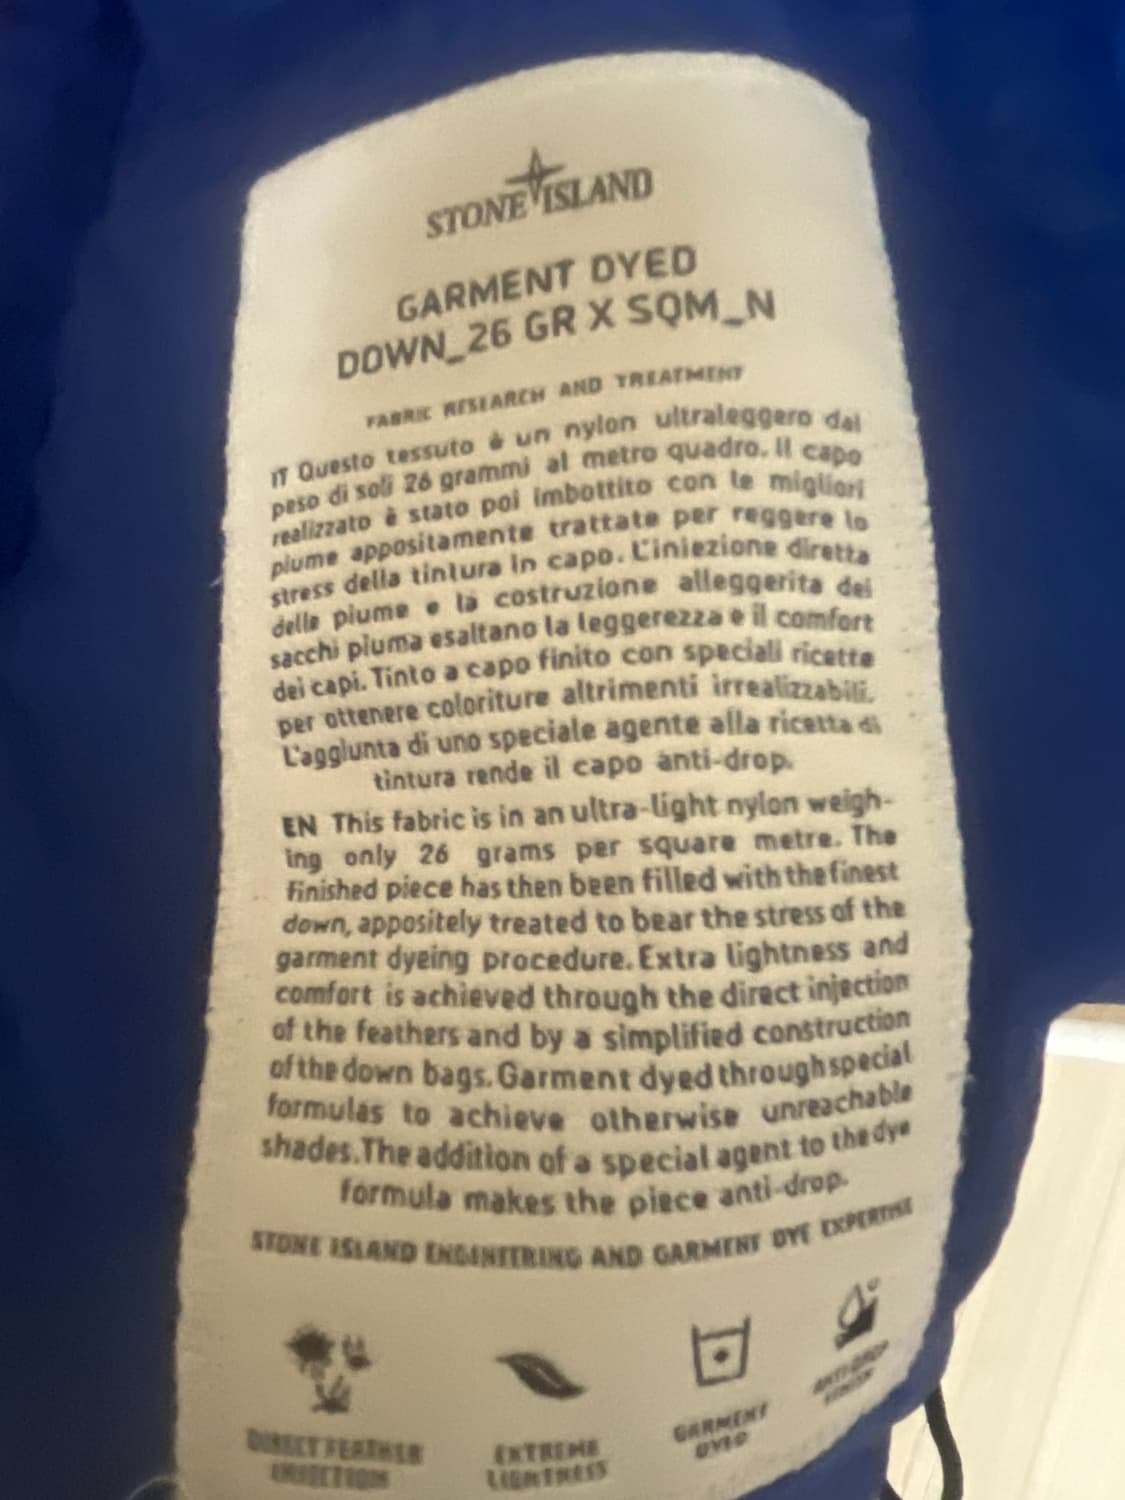 STONE ISLAND
GARMENT DYED
DOWN_26 GR X SQM_N
FABRIC RESEARCH AND TREATMENT
IT Questo tessuto è un nylon ultraleggero dal
peso di soli 26 grammi al metro quadro. Il capo
realizzato è stato poi imbottito con le migliori
piume appositamente trattate per reggere lo
stress della tintura in capo. L'iniezione diretta
delle piume e la costruzione alleggerita dei
sacchi piuma esaltano la leggerezza e il comfort
dei capi. Tinto a capo finito con speciali ricette
per ottenere coloriture altrimenti irrealizzabili.
L'aggiunta di uno speciale agente alla ricetta di
tintura rende il capo anti-drop.
EN This fabric is in an ultra-light nylon weigh-
ing only 26 grams per square metre. The
finished piece has then been filled with the finest
down, appositely treated to bear the stress of the
garment dyeing procedure. Extra lightness and
comfort is achieved through the direct injection
of the feathers and by a simplified construction
of the down bags. Garment dyed through special
formulas to achieve otherwise unreachable
shades. The addition of a special agent to the dye
formula makes the piece anti-drop.
STONE ISLAND ENGINEERING AND GARMENT DYE EXPERTISE
DIRECT FEATHER
INJECTION
EXTREME
LIGHTNESS
GARMENT
DYED
ANTI-DROP